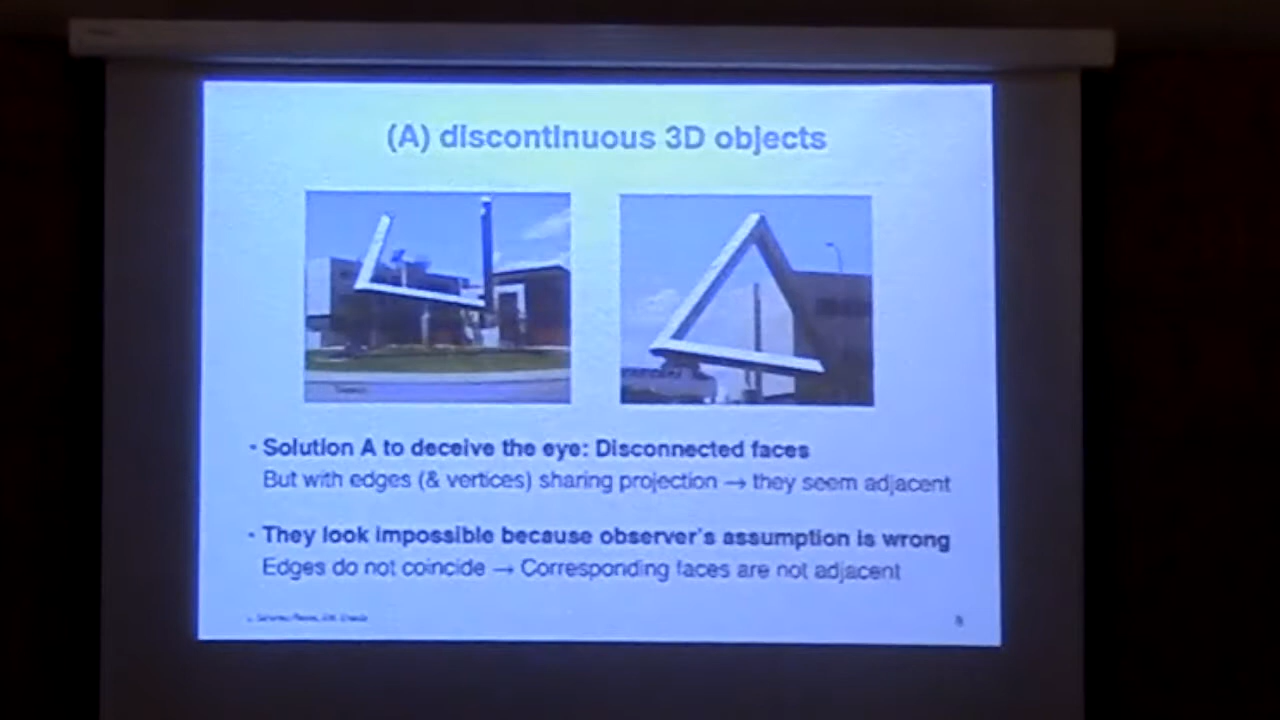 (A) discontinuous 3D objects
- Solution A to deceive the eye: Disconnected faces
But with edges (& vertices) sharing projection → they seem adjacent
- They look impossible because observer's assumption is wrong
Edges do not coincide → Corresponding faces are not adjacent